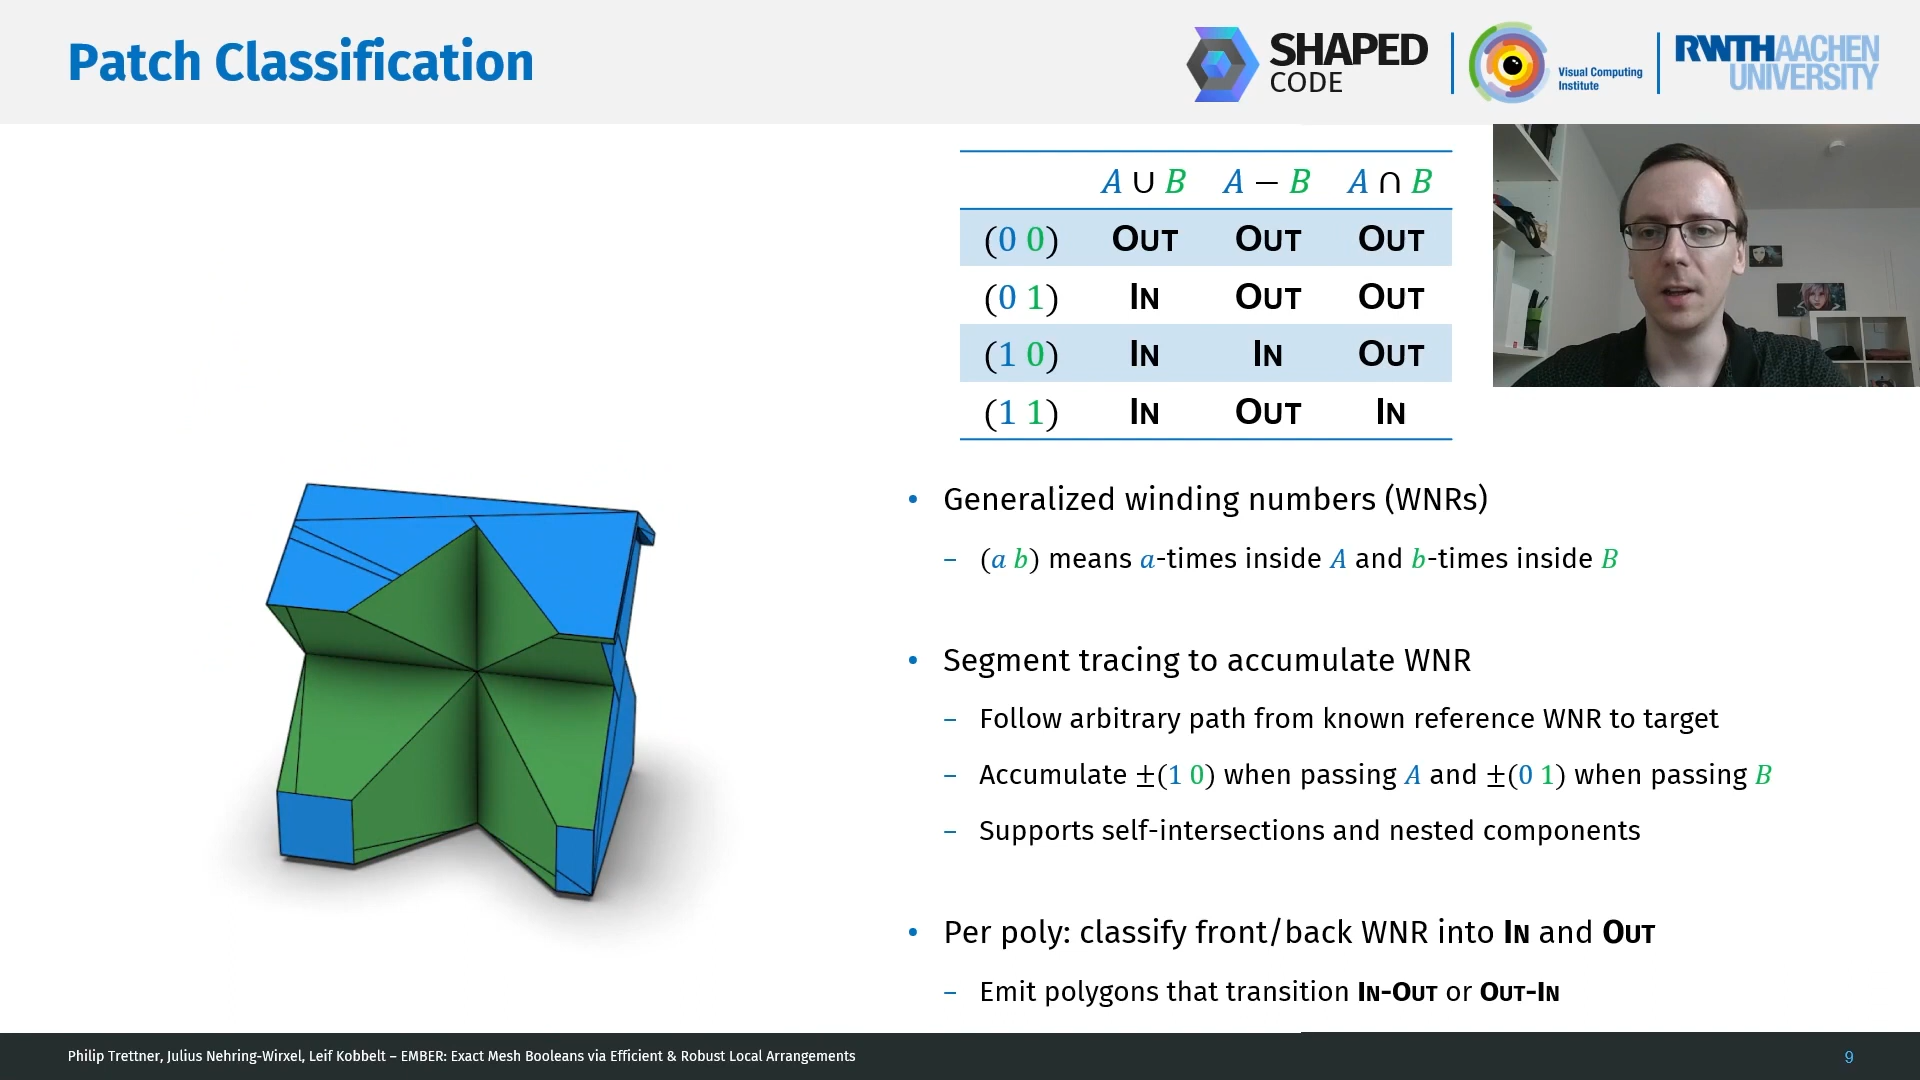 Patch Classification
SHAPED
CODE
Visual Computing
Institute
RWTHAACHEN
UNIVERSITY
A ∪ B A − B A ∩ B
(0 0) OUT OUT OUT
(0 1) IN OUT OUT
(1 0) IN IN OUT
(1 1) IN OUT IN
• Generalized winding numbers (WNRs)
– (a b) means a-times inside A and b-times inside B
• Segment tracing to accumulate WNR
– Follow arbitrary path from known reference WNR to target
– Accumulate ±(1 0) when passing A and ±(0 1) when passing B
– Supports self-intersections and nested components
• Per poly: classify front/back WNR into IN and OUT
– Emit polygons that transition IN-OUT or OUT-IN
Philip Trettner, Julius Nehring-Wirxel, Leif Kobbelt – EMBER: Exact Mesh Booleans via Efficient & Robust Local Arrangements
9